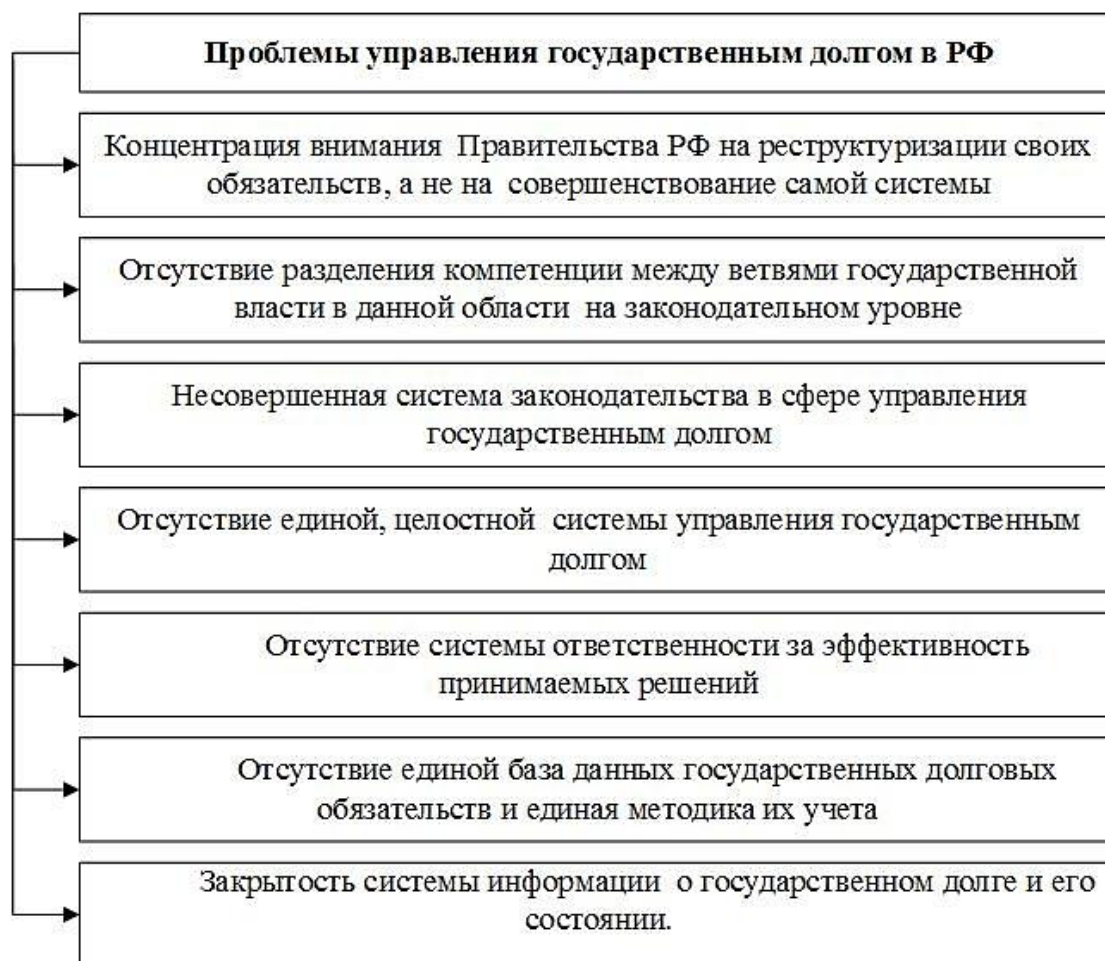 Проблемы управления государственным долгом в РФ
Концентрация внимания Правительства РФ на реструктуризации своих
обязательств, а не на совершенствование самой системы
Отсутствие разделения компетенции между ветвями государственной
власти в данной области на законодательном уровне
Несовершенная система законодательства в сфере управления
государственным долгом
Отсутствие единой, целостной системы управления государственным
долгом
Отсутствие системы ответственности за эффективность
принимаемых решений
Отсутствие единой база данных государственных долговых
обязательств и единая методика их учета
Закрытость системы информации о государственном долге и его
состоянии.